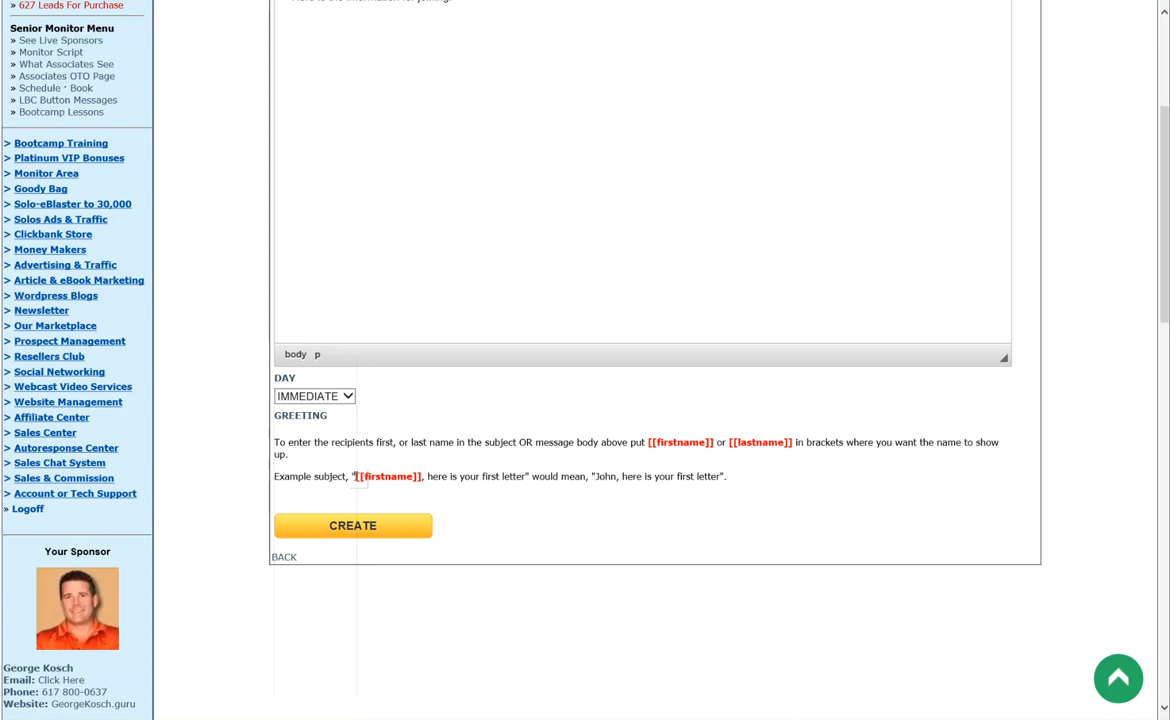 » 627 Leads For Purchase
Senior Monitor Menu
» See Live Sponsors
» Monitor Script
» What Associates See
» Associates OTO Page
» Schedule · Book
» LBC Button Messages
» Bootcamp Lessons
> Bootcamp Training
> Platinum VIP Bonuses
> Monitor Area
> Goody Bag
> Solo-eBlaster to 30,000
> Solos Ads & Traffic
> Clickbank Store
> Money Makers
> Advertising & Traffic
> Article & eBook Marketing
> Wordpress Blogs
> Newsletter
> Our Marketplace
> Prospect Management
> Resellers Club
> Social Networking
> Webcast Video Services
> Website Management
> Affiliate Center
> Sales Center
> Autoresponse Center
> Sales Chat System
> Sales & Commission
> Account or Tech Support
» Logoff
Your Sponsor
George Kosch
Email: Click Here
Phone: 617 800-0637
Website: GeorgeKosch.guru
Here is the information for joining.
body p
DAY
IMMEDIATE
GREETING
To enter the recipients first, or last name in the subject OR message body above put [[firstname]] or [[lastname]] in brackets where you want the name to show
up.
Example subject, "[[firstname]], here is your first letter" would mean, "John, here is your first letter".
CREATE
BACK